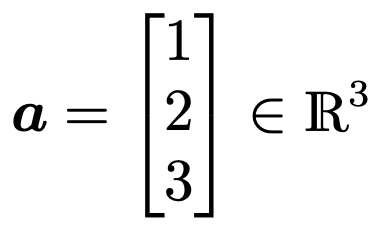 a = [1 2 3] ∈ ℝ³